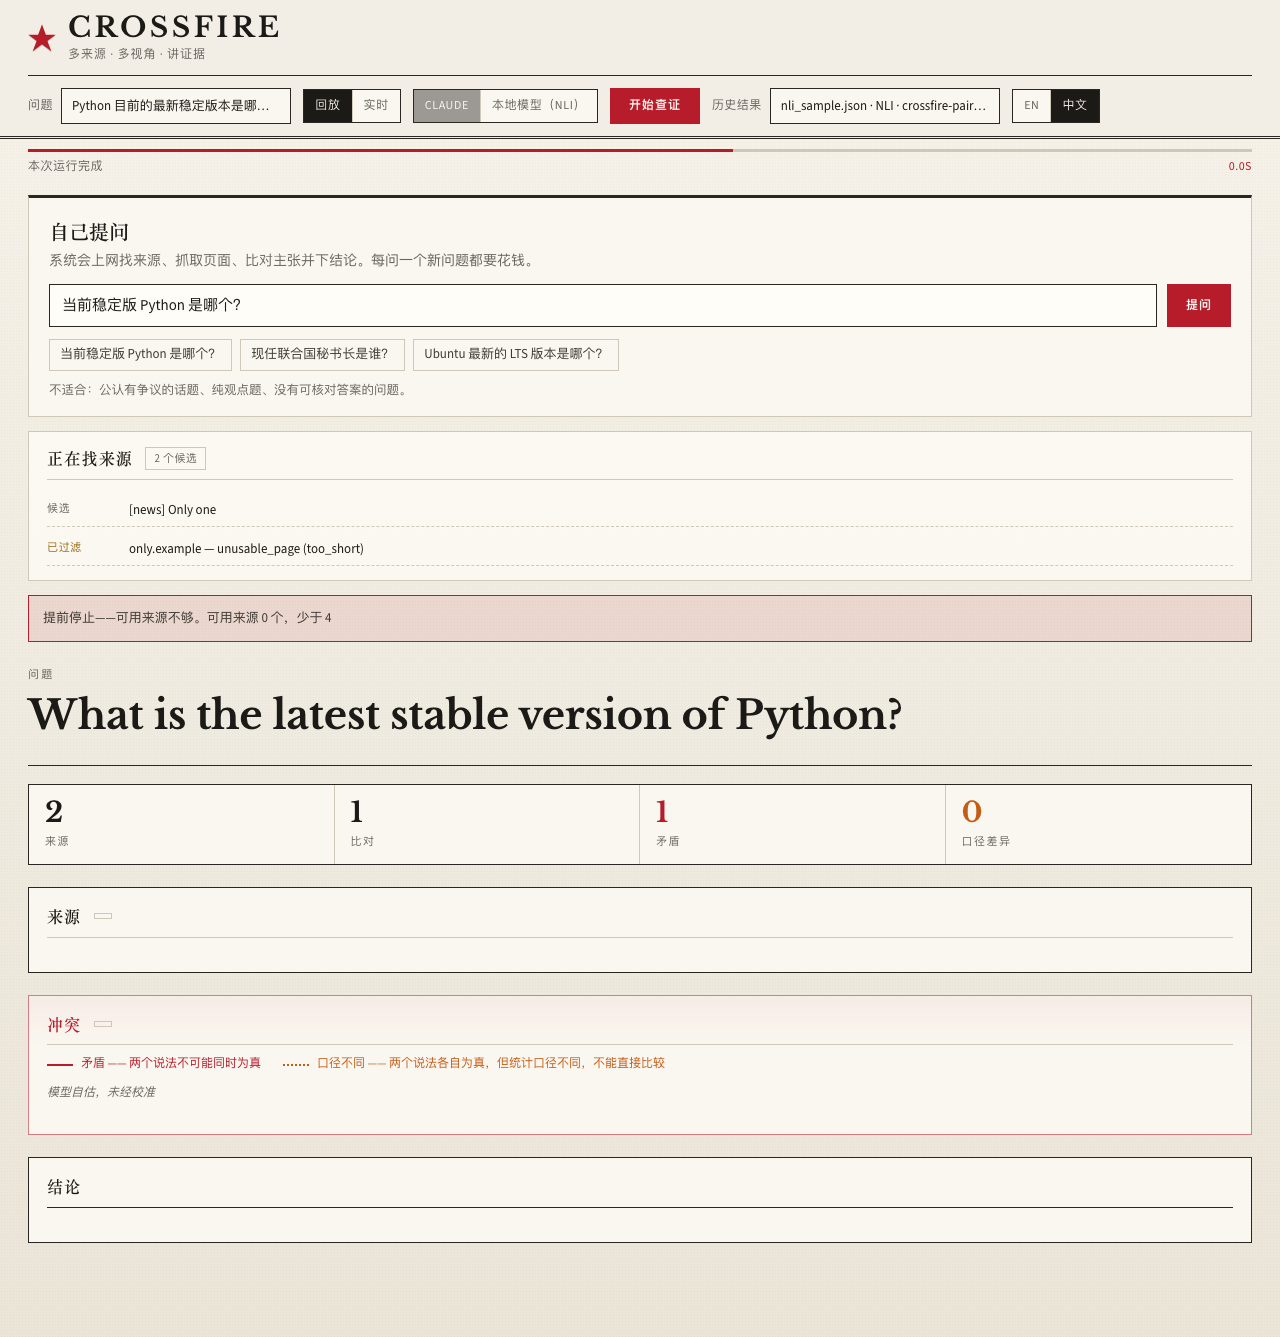 CROSSFIRE
多来源 · 多视角 · 讲证据
问题
Python 目前的最新稳定版本是哪…
回放
实时
CLAUDE
本地模型（NLI）
开始查证
历史结果
nli_sample.json · NLI · crossfire-pair…
EN
中文
本次运行完成
0.0S
自己提问
系统会上网找来源、抓取页面、比对主张并下结论。每问一个新问题都要花钱。
当前稳定版 Python 是哪个？
提问
当前稳定版 Python 是哪个？
现任联合国秘书长是谁？
Ubuntu 最新的 LTS 版本是哪个？
不适合：公认有争议的话题、纯观点题、没有可核对答案的问题。
正在找来源
2 个候选
候选
[news] Only one
已过滤
only.example — unusable_page (too_short)
提前停止——可用来源不够。可用来源 0 个，少于 4
问题
What is the latest stable version of Python?
2
来源
1
比对
1
矛盾
0
口径差异
来源
冲突
矛盾 —— 两个说法不可能同时为真
口径不同 —— 两个说法各自为真，但统计口径不同，不能直接比较
模型自估，未经校准
结论